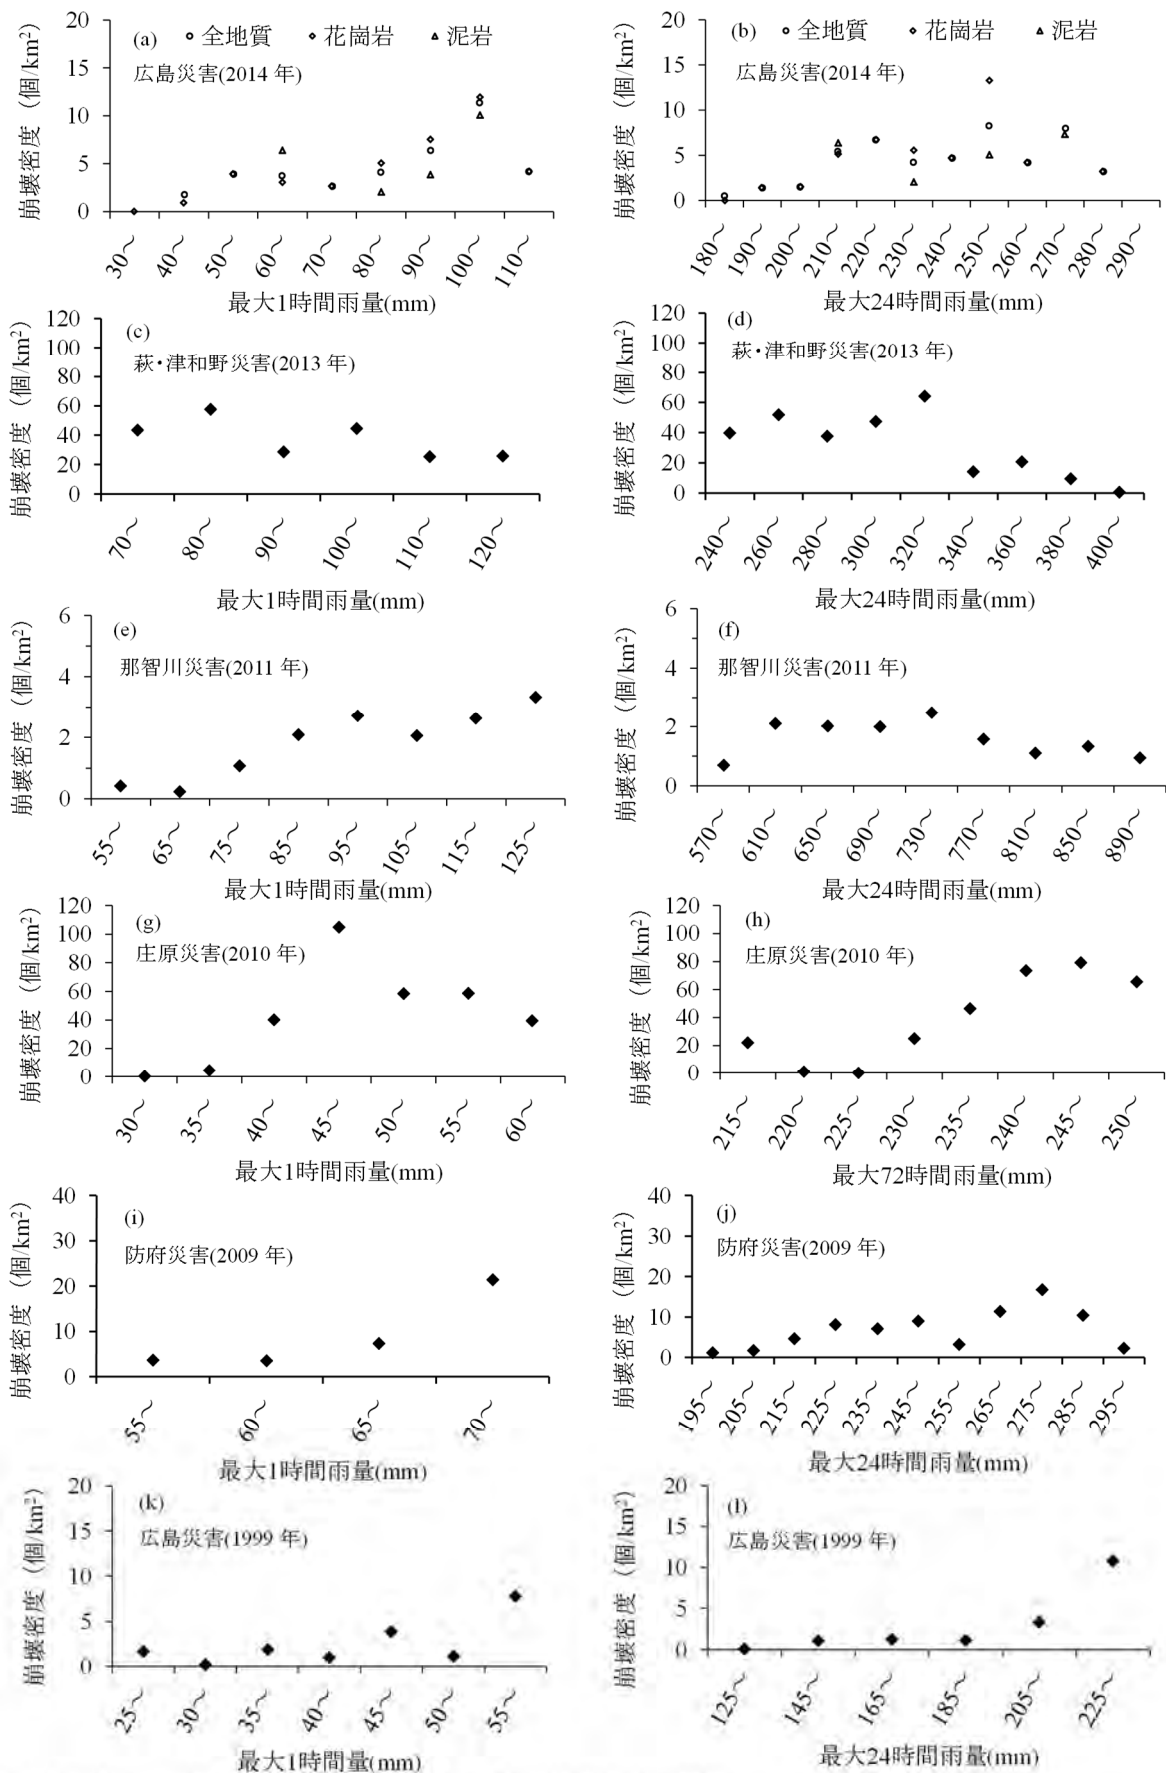 (a) ○ 全地質 ◇ 花崗岩 △ 泥岩
広島災害(2014 年)
崩壊密度（個/km²）
20
15
10
5
0
30～ 40～ 50～ 60～ 70～ 80～ 90～ 100～ 110～
最大1時間雨量(mm)
(b) ○ 全地質 ◇ 花崗岩 △ 泥岩
広島災害(2014 年)
崩壊密度（個/km²）
20
15
10
5
0
180～ 190～ 200～ 210～ 220～ 230～ 240～ 250～ 260～ 270～ 280～ 290～
最大24時間雨量(mm)
(c)
萩・津和野災害(2013 年)
崩壊密度（個/km²）
120
100
80
60
40
20
0
70～ 80～ 90～ 100～ 110～ 120～
最大1時間雨量(mm)
(d)
萩・津和野災害(2013 年)
崩壊密度（個/km²）
120
100
80
60
40
20
0
240～ 260～ 280～ 300～ 320～ 340～ 360～ 380～ 400～
最大24時間雨量(mm)
(e)
那智川災害(2011 年)
崩壊密度（個/km²）
6
4
2
0
55～ 65～ 75～ 85～ 95～ 105～ 115～ 125～
最大1時間雨量(mm)
(f)
那智川災害(2011 年)
崩壊密度（個/km²）
6
4
2
0
570～ 610～ 650～ 690～ 730～ 770～ 810～ 850～ 890～
最大24時間雨量(mm)
(g)
庄原災害(2010 年)
崩壊密度（個/km²）
120
100
80
60
40
20
0
30～ 35～ 40～ 45～ 50～ 55～ 60～
最大1時間雨量(mm)
(h)
庄原災害(2010 年)
崩壊密度（個/km²）
120
100
80
60
40
20
0
215～ 220～ 225～ 230～ 235～ 240～ 245～ 250～
最大72時間雨量(mm)
(i)
防府災害(2009 年)
崩壊密度（個/km²）
40
30
20
10
0
55～ 60～ 65～ 70～
最大1時間雨量(mm)
(j)
防府災害(2009 年)
崩壊密度（個/km²）
40
30
20
10
0
195～ 205～ 215～ 225～ 235～ 245～ 255～ 265～ 275～ 285～ 295～
最大24時間雨量(mm)
(k)
広島災害(1999 年)
崩壊密度（個/km²）
20
15
10
5
0
25～ 30～ 35～ 40～ 45～ 50～ 55～
最大1時間量(mm)
(l)
広島災害(1999 年)
崩壊密度（個/km²）
20
15
10
5
0
125～ 145～ 165～ 185～ 205～ 225～
最大24時間雨量(mm)